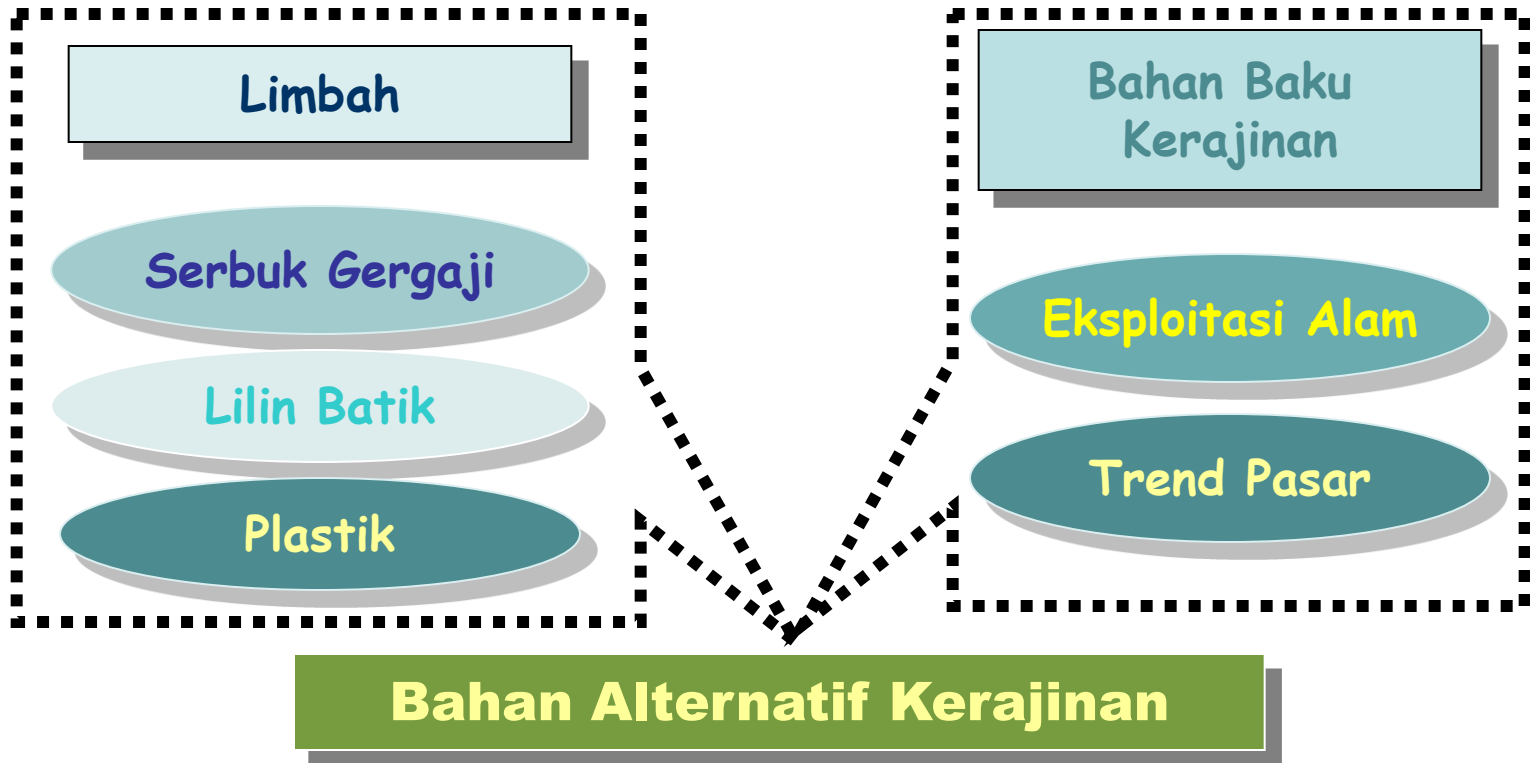 Limbah
Serbuk Gergaji
Lilin Batik
Plastik
Bahan Baku
Kerajinan
Eksploitasi Alam
Trend Pasar
Bahan Alternatif Kerajinan